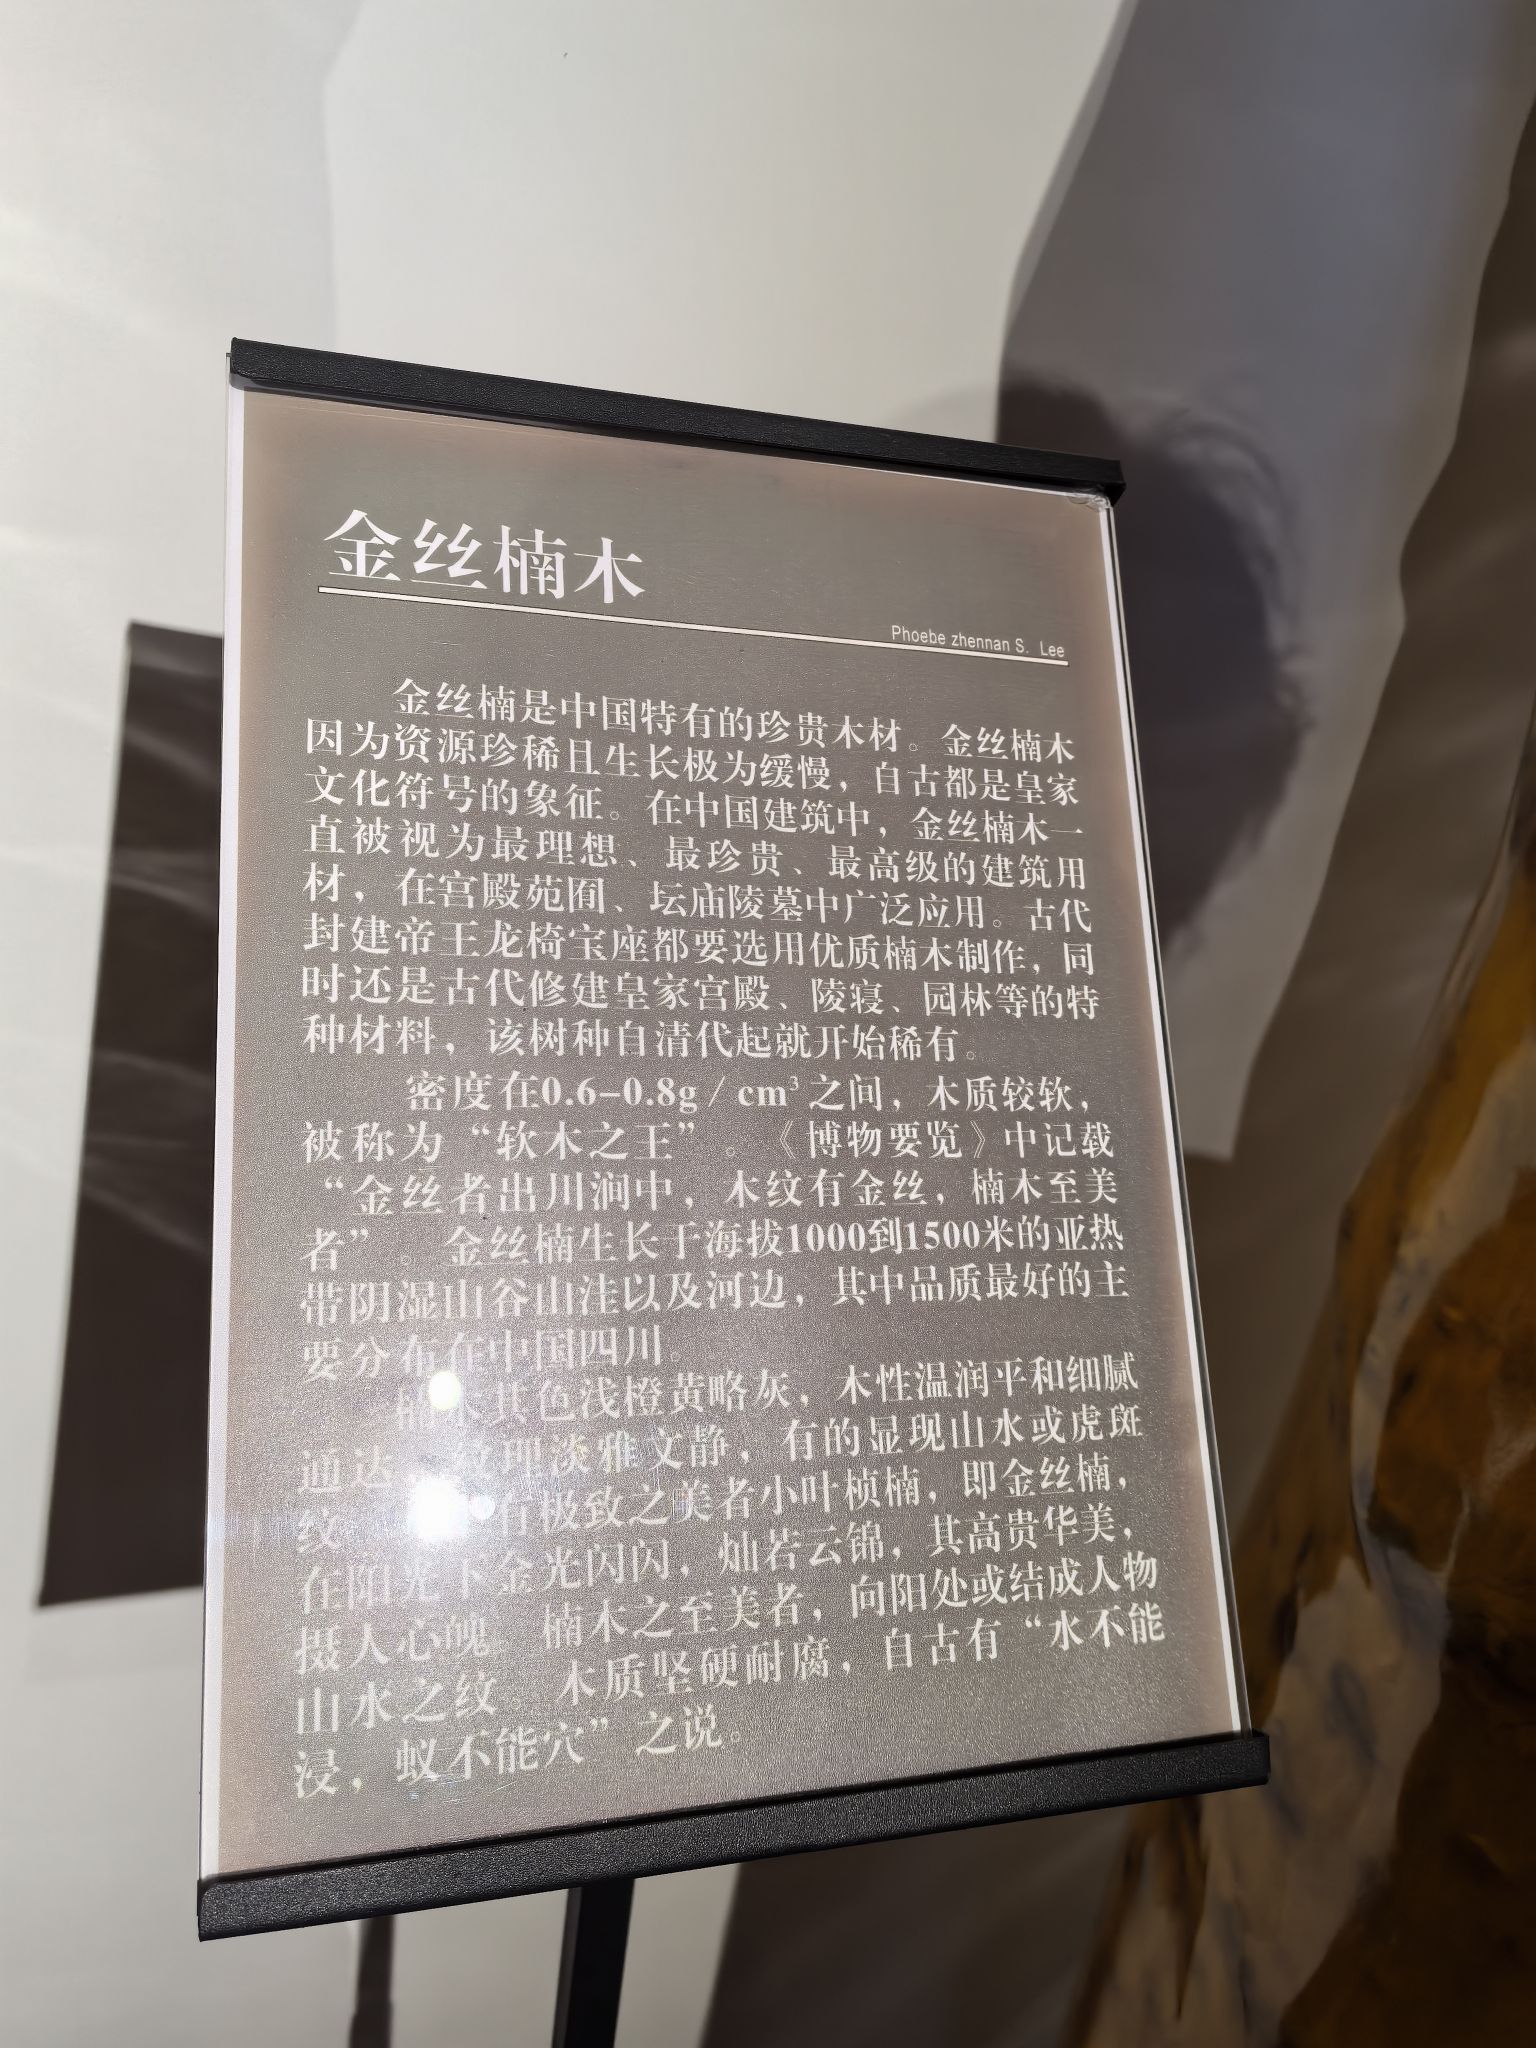 金丝楠木
Phoebe zhennan S. Lee
金丝楠是中国特有的珍贵木材。金丝楠木
因为资源珍稀且生长极为缓慢，自古都是皇家
文化符号的象征。在中国建筑中，金丝楠木一
直被视为最理想、最珍贵、最高级的建筑用
材，在宫殿苑囿、坛庙陵墓中广泛应用。古代
封建帝王龙椅宝座都要选用优质楠木制作，同
时还是古代修建皇家宫殿、陵寝、园林等的特
种材料，该树种自清代起就开始稀有。
密度在0.6-0.8g/cm³之间，木质较软，
被称为“软木之王”。《博物要览》中记载
“金丝者出川涧中，木纹有金丝，楠木至美
者”。金丝楠生长于海拔1000到1500米的亚热
带阴湿山谷山洼以及河边，其中品质最好的主
要分布在中国四川。
楠木其色浅橙黄略灰，木性温润平和细腻
通达，纹理淡雅文静，有的显现山水或虎斑
纹 有极致之美者小叶桢楠，即金丝楠，
在阳光下金光闪闪，灿若云锦，其高贵华美，
摄人心魄。楠木之至美者，向阳处或结成人物
山水之纹。木质坚硬耐腐，自古有“水不能
浸，蚁不能穴”之说。